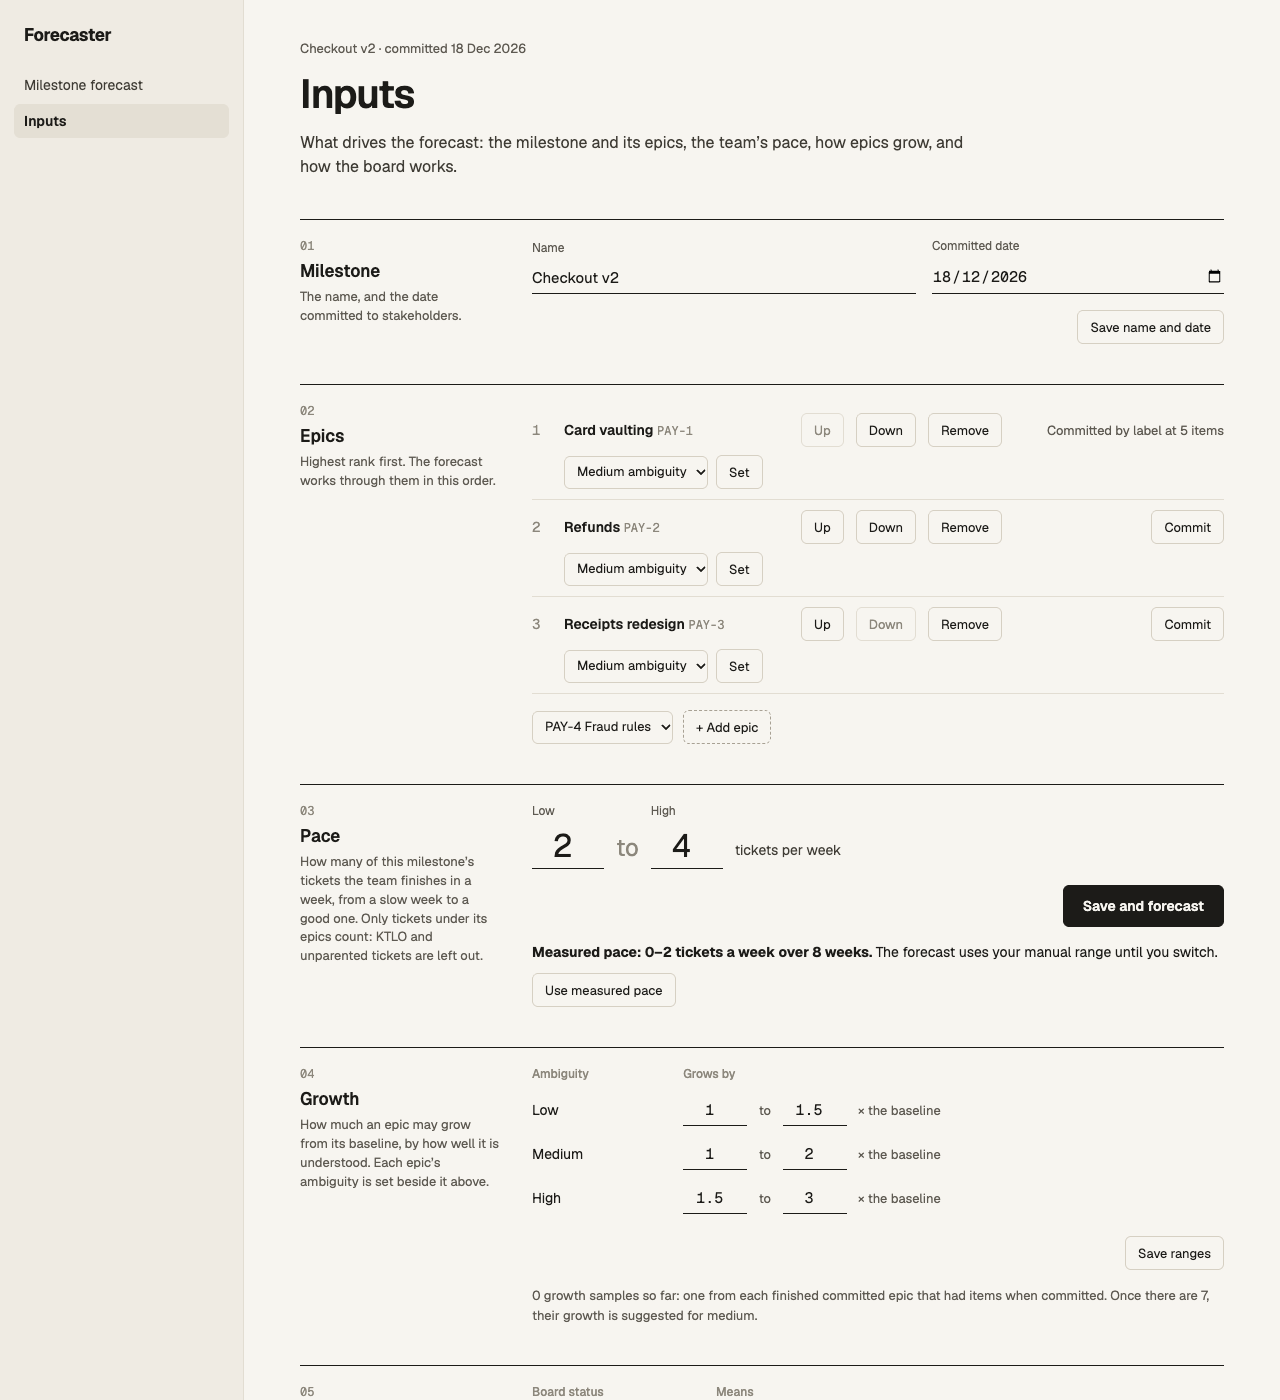 Forecaster
Milestone forecast
Inputs
Checkout v2 · committed 18 Dec 2026
Inputs
What drives the forecast: the milestone and its epics, the team's pace, how epics grow, and
how the board works.
01
Milestone
The name, and the date
committed to stakeholders.
Name
Checkout v2
Committed date
18/12/2026
Save name and date
02
Epics
Highest rank first. The forecast
works through them in this order.
1 Card vaulting PAY-1 Up Down Remove Committed by label at 5 items
Medium ambiguity Set
2 Refunds PAY-2 Up Down Remove Commit
Medium ambiguity Set
3 Receipts redesign PAY-3 Up Down Remove Commit
Medium ambiguity Set
PAY-4 Fraud rules + Add epic
03
Pace
How many of this milestone's
tickets the team finishes in a
week, from a slow week to a
good one. Only tickets under its
epics count: KTLO and
unparented tickets are left out.
Low High
2 to 4 tickets per week
Save and forecast
Measured pace: 0–2 tickets a week over 8 weeks. The forecast uses your manual range until you switch.
Use measured pace
04
Growth
How much an epic may grow
from its baseline, by how well it is
understood. Each epic's
ambiguity is set beside it above.
Ambiguity Grows by
Low 1 to 1.5 × the baseline
Medium 1 to 2 × the baseline
High 1.5 to 3 × the baseline
Save ranges
0 growth samples so far: one from each finished committed epic that had items when committed. Once there are 7,
their growth is suggested for medium.
05
Board status Means